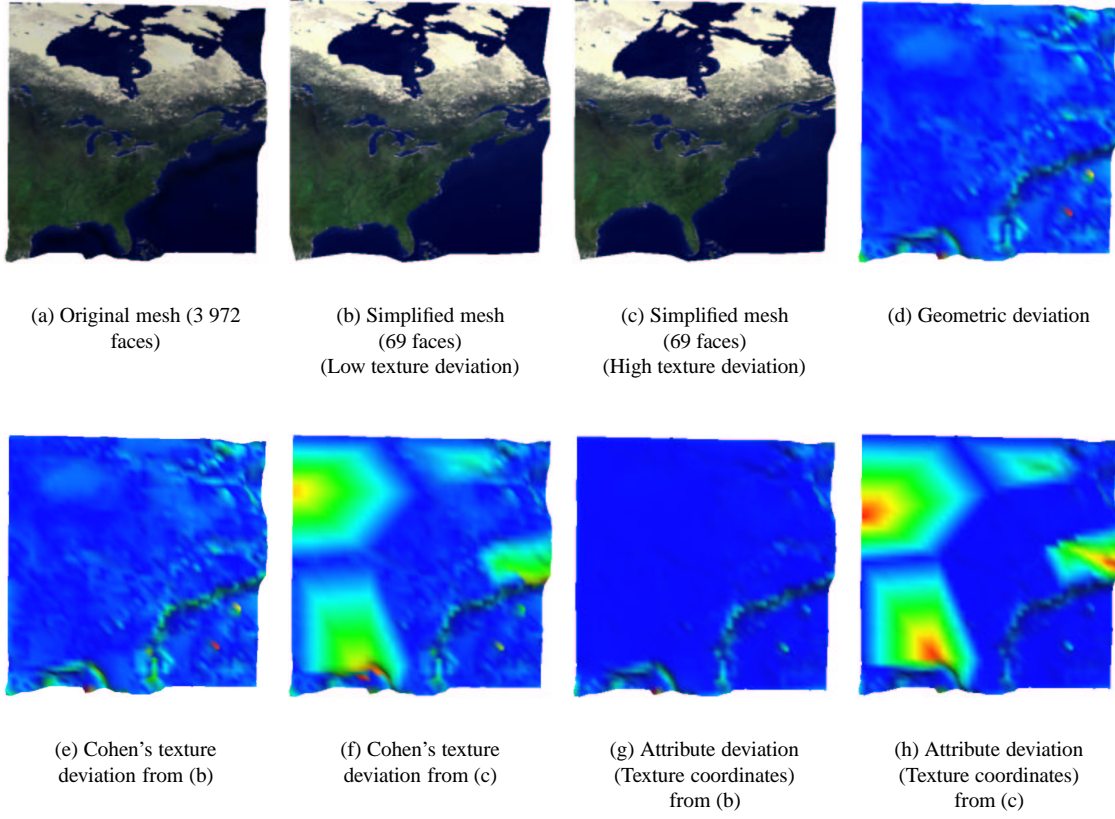 (a) Original mesh (3 972
faces)
(b) Simplified mesh
(69 faces)
(Low texture deviation)
(c) Simplified mesh
(69 faces)
(High texture deviation)
(d) Geometric deviation
(e) Cohen's texture
deviation from (b)
(f) Cohen's texture
deviation from (c)
(g) Attribute deviation
(Texture coordinates)
from (b)
(h) Attribute deviation
(Texture coordinates)
from (c)